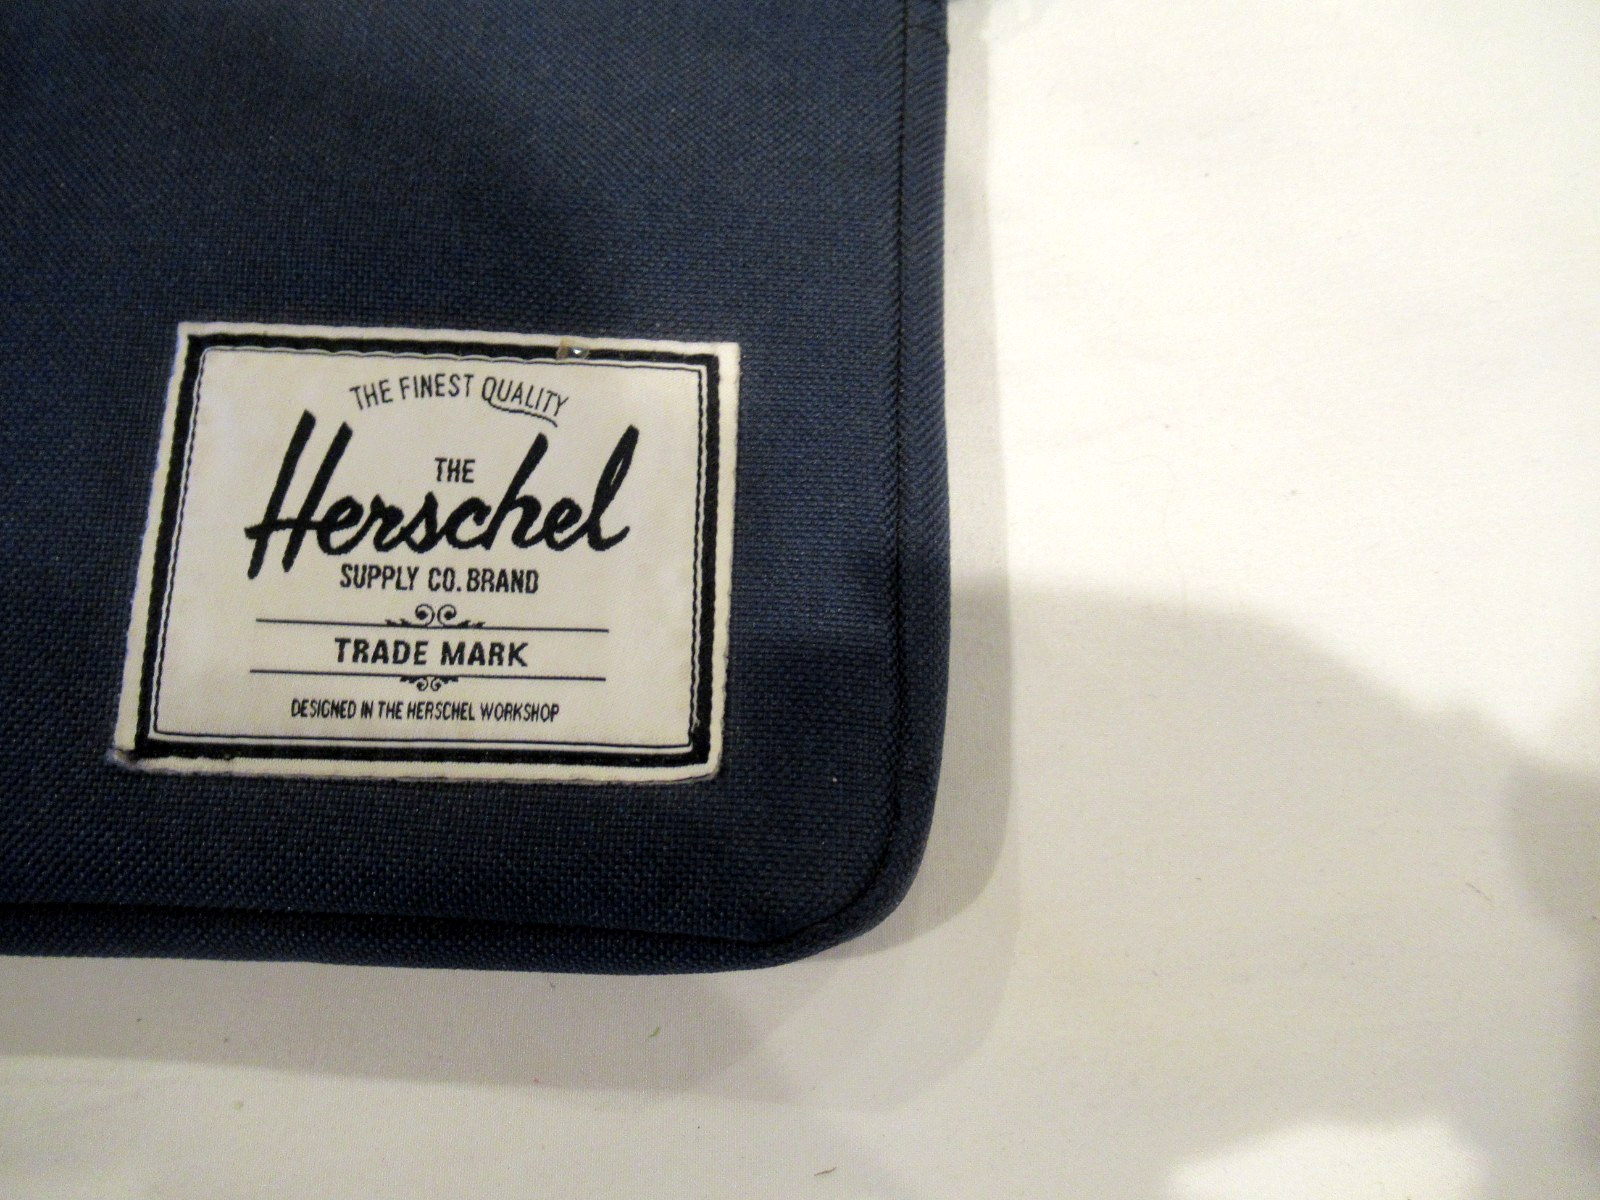 THE FINEST QUALITY
THE
Herschel
SUPPLY CO. BRAND
TRADE MARK
DESIGNED IN THE HERSCHEL WORKSHOP